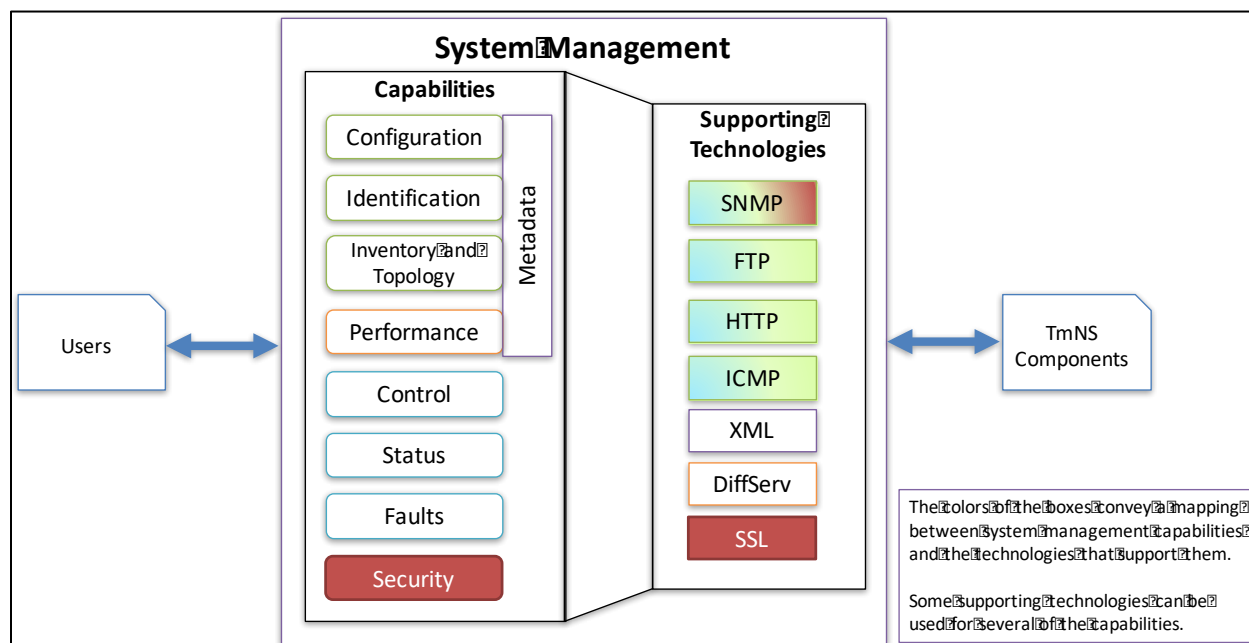 System Management
Capabilities
Configuration
Identification
Inventory and
Topology
Performance
Control
Status
Faults
Security
Metadata
Supporting
Technologies
SNMP
FTP
HTTP
ICMP
XML
DiffServ
SSL
Users
TmNS
Components
The colors of the boxes convey a mapping
between system management capabilities
and the technologies that support them.
Some supporting technologies can be
used for several of the capabilities.